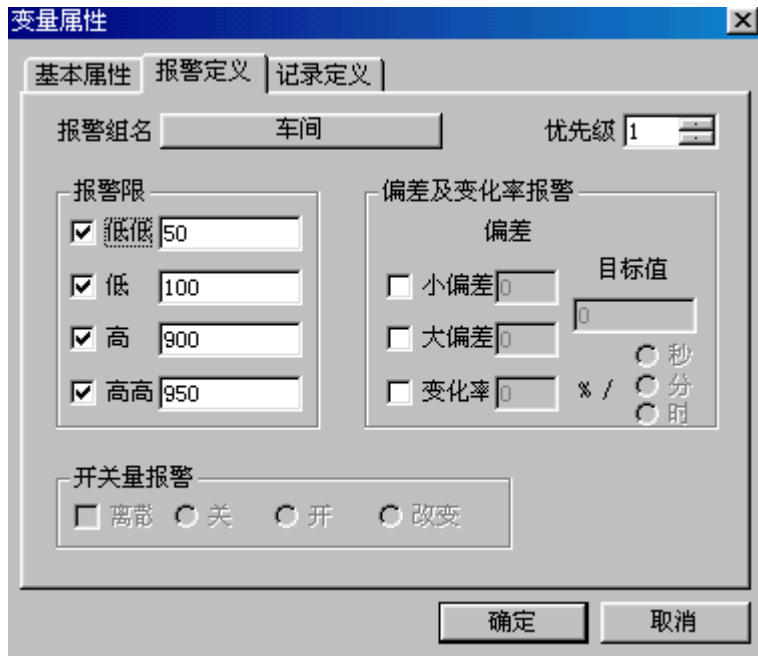 变量属性
基本属性 报警定义 记录定义
报警组名 车间 优先级 1
报警限 偏差及变化率报警
偏差
低低 50
目标值
低 100 小偏差 0
0
高 900 大偏差 0
秒
高高 950 变化率 0 % / 分
时
开关量报警
离散 关 开 改变
确定 取消